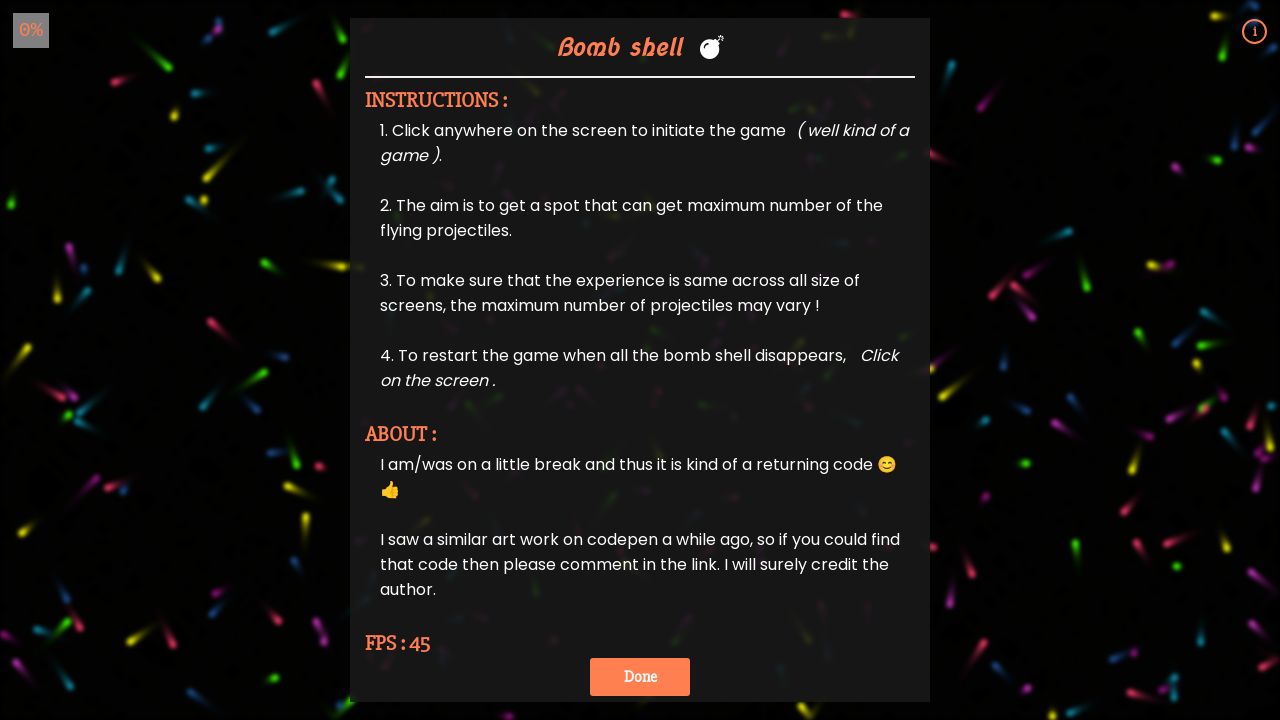 0%
i
Bomb shell 💣
INSTRUCTIONS :
1. Click anywhere on the screen to initiate the game ( well kind of a
game ).
2. The aim is to get a spot that can get maximum number of the
flying projectiles.
3. To make sure that the experience is same across all size of
screens, the maximum number of projectiles may vary !
4. To restart the game when all the bomb shell disappears, Click
on the screen .
ABOUT :
I am/was on a little break and thus it is kind of a returning code 😊
👍
I saw a similar art work on codepen a while ago, so if you could find
that code then please comment in the link. I will surely credit the
author.
FPS : 45
Done